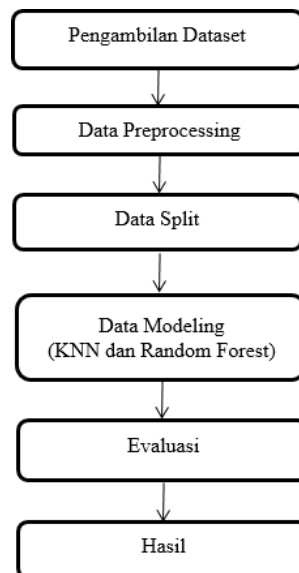 Pengambilan Dataset
Data Preprocessing
Data Split
Data Modeling
(KNN dan Random Forest)
Evaluasi
Hasil